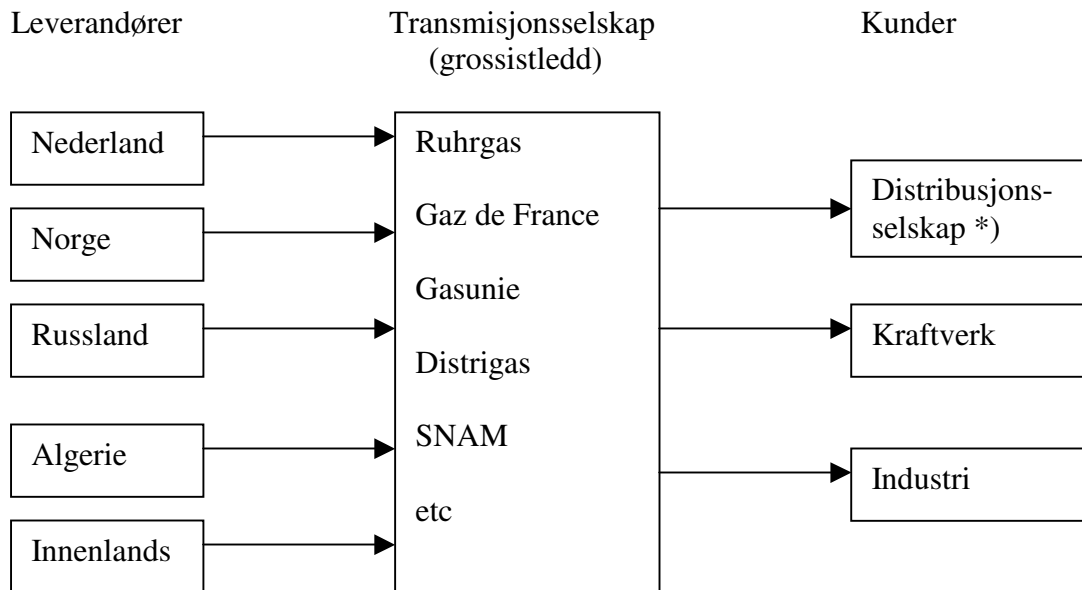 Leverandører
Transmisjonsselskap
(grossistledd)
Kunder
Nederland
Norge
Russland
Algerie
Innenlands
Ruhrgas
Gaz de France
Gasunie
Distrigas
SNAM
etc
Distribusjons-
selskap *)
Kraftverk
Industri